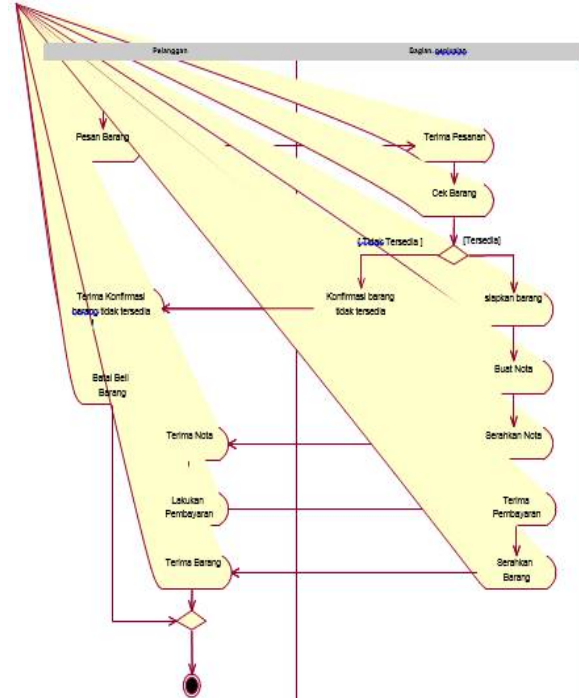 Pelanggan
Bagian penjualan
Pesan Barang
Terima Pesanan
Cek Barang
[ Tidak Tersedia ]
[Tersedia]
Terima Konfirmasi
barang tidak tersedia
Konfirmasi barang
tidak tersedia
siapkan barang
Batal Beli
Barang
Buat Nota
Terima Nota
Serahkan Nota
Lakukan
Pembayaran
Terima
Pembayaran
Terima Barang
Serahkan
Barang